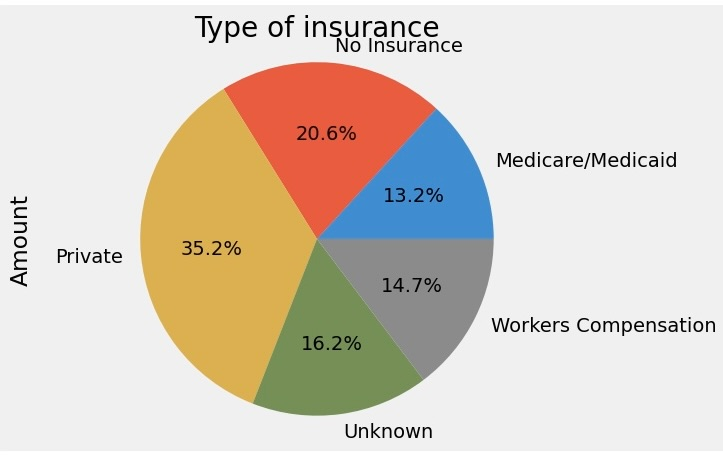 Type of insurance
No Insurance
20.6%
Medicare/Medicaid
13.2%
Amount
Private
35.2%
14.7%
Workers Compensation
16.2%
Unknown